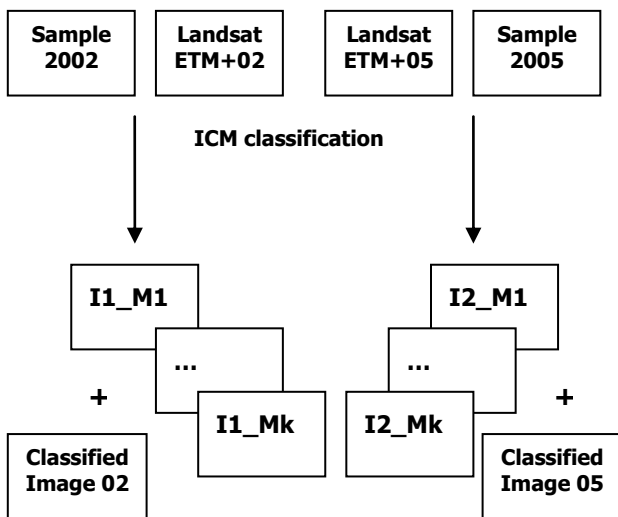 Sample
2002
Landsat
ETM+02
Landsat
ETM+05
Sample
2005
ICM classification
I1_M1
I2_M1
...
...
+
I1_Mk
I2_Mk
+
Classified
Image 02
Classified
Image 05